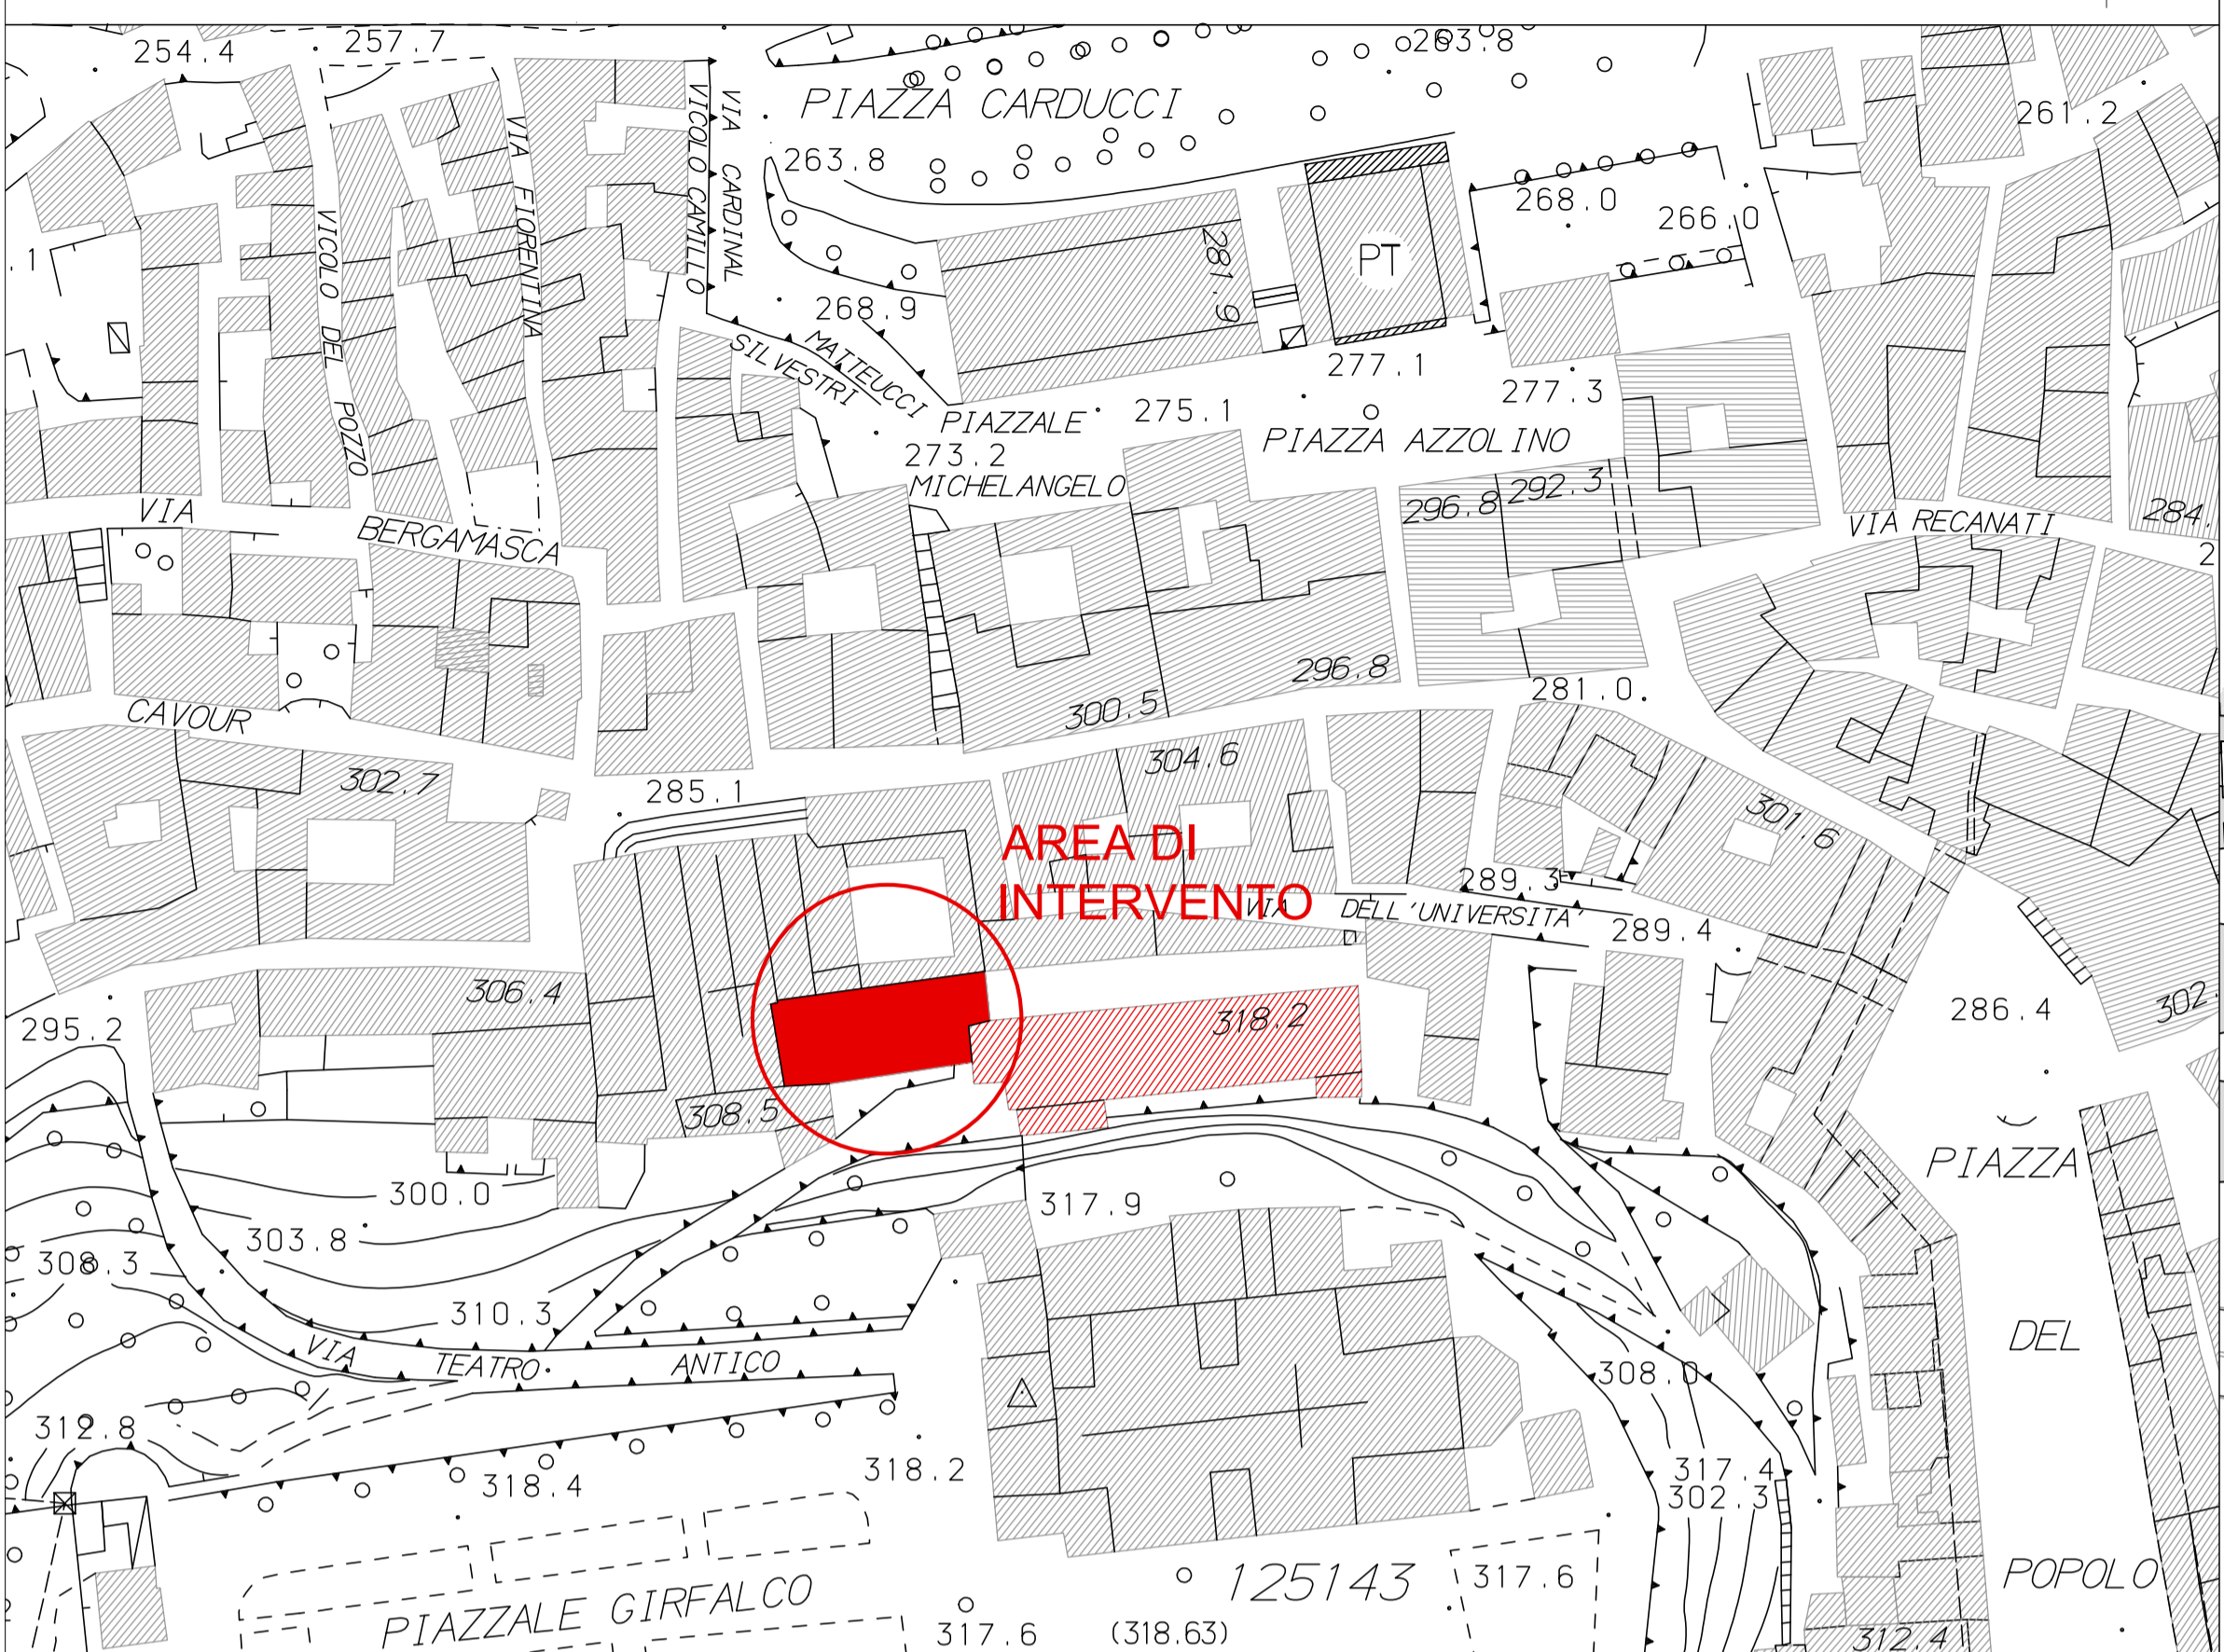 254.4
257.7
263.8
PIAZZA CARDUCCI
261.2
VIA CARDINAL
VICOLO CAMILLO
VIA FIORENTINA
263.8
268.0
266.0
VICOLO DEL POZZO
281.9
PT
.1
268.9
MATTEUCCI
SILVESTRI
277.1
277.3
PIAZZALE
275.1
PIAZZA AZZOLINO
273.2
MICHELANGELO
296.8
292.3
VIA
BERGAMASCA
VIA RECANATI
284.
2
296.8
281.0
300.5
CAVOUR
304.6
302.7
285.1
301.6
AREA DI
INTERVENTO
289.3
VIA DELL'UNIVERSITA'
289.4
306.4
318.2
286.4
302.
295.2
308.5
PIAZZA
300.0
317.9
303.8
308.3
310.3
DEL
VIA TEATRO ANTICO
308.0
312.8
318.2
317.4
318.4
302.3
125143
317.6
POPOLO
PIAZZALE GIRFALCO
317.6
(318.63)
312.4